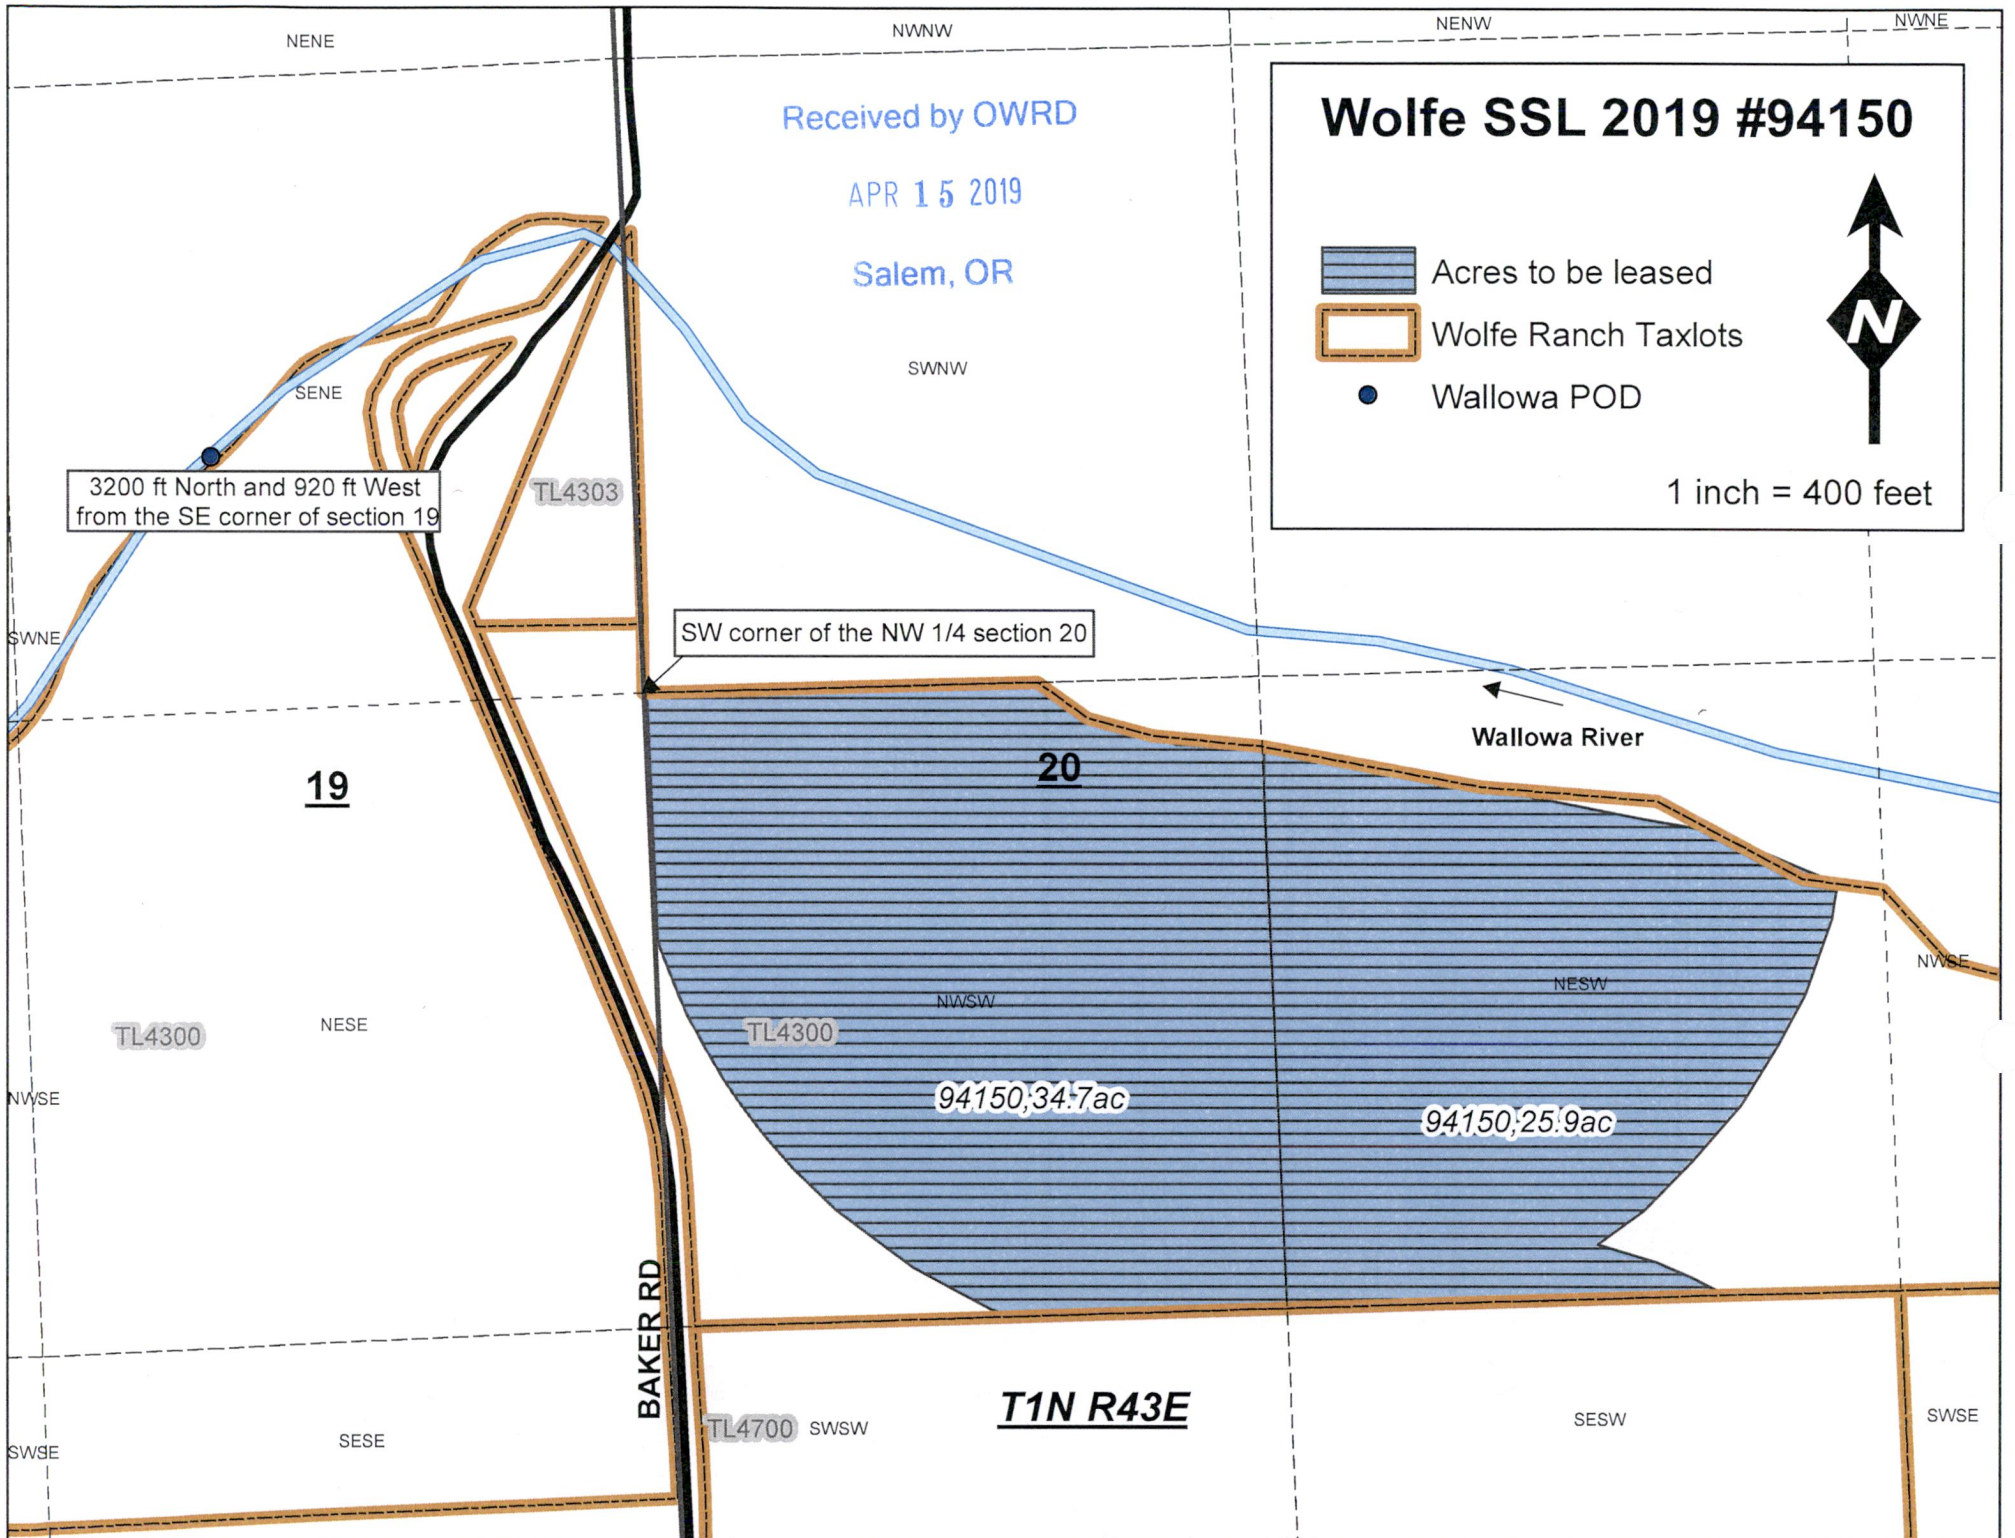 NENE
NWNW
NENW
NWNE
Received by OWRD
APR 15 2019
Salem, OR
Wolfe SSL 2019 #94150
Acres to be leased
Wolfe Ranch Taxlots
Wallowa POD
N
1 inch = 400 feet
SENE
SWNW
3200 ft North and 920 ft West
from the SE corner of section 19
TL4303
SWNE
SW corner of the NW 1/4 section 20
Wallowa River
19
20
NWSE
NESW
NWSW
TL4300
NESE
TL4300
NWSE
94150,34.7ac
94150,25.9ac
BAKER RD
T1N R43E
TL4700
SWSW
SESW
SWSE
SESE
SWSE